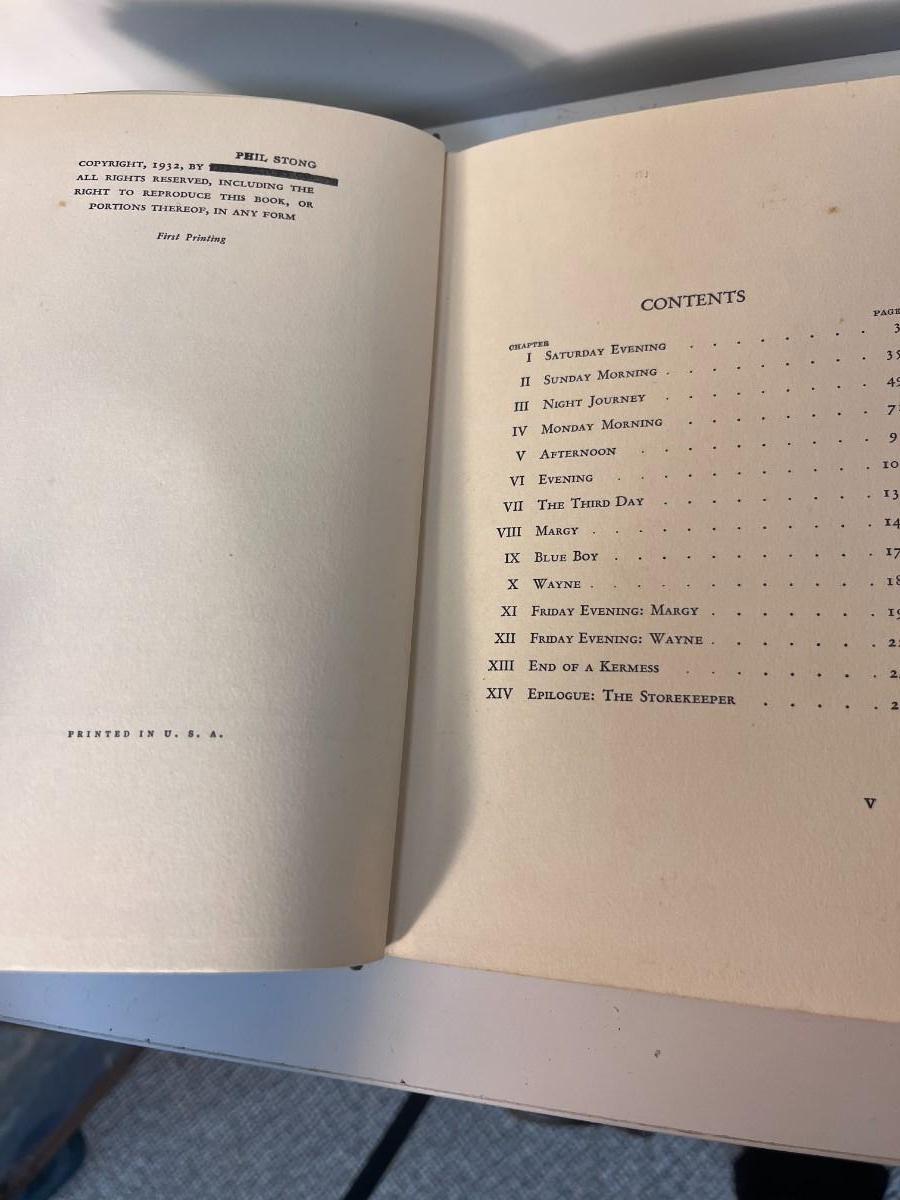 PHIL STONG
COPYRIGHT, 1932, BY
ALL RIGHTS RESERVED, INCLUDING THE
RIGHT TO REPRODUCE THIS BOOK, OR
PORTIONS THEREOF, IN ANY FORM
First Printing
PRINTED IN U. S. A.
CONTENTS
CHAPTER PAGE
I SATURDAY EVENING . . . . . . . 3
II SUNDAY MORNING . . . . . . . . 35
III NIGHT JOURNEY . . . . . . . .
IV MONDAY MORNING . . . . . . .
V AFTERNOON . . . . . . . .
VI EVENING . . . . . . . .
VII THE THIRD DAY . . . . . . . .
VIII MARGY . . . . . . . . . .
IX BLUE BOY . . . . . . . . .
X WAYNE . . . . . . . . . .
XI FRIDAY EVENING: MARGY . . . . . .
XII FRIDAY EVENING: WAYNE . . . . . .
XIII END OF A KERMESS . . . . . . .
XIV EPILOGUE: THE STOREKEEPER . . . . .
V